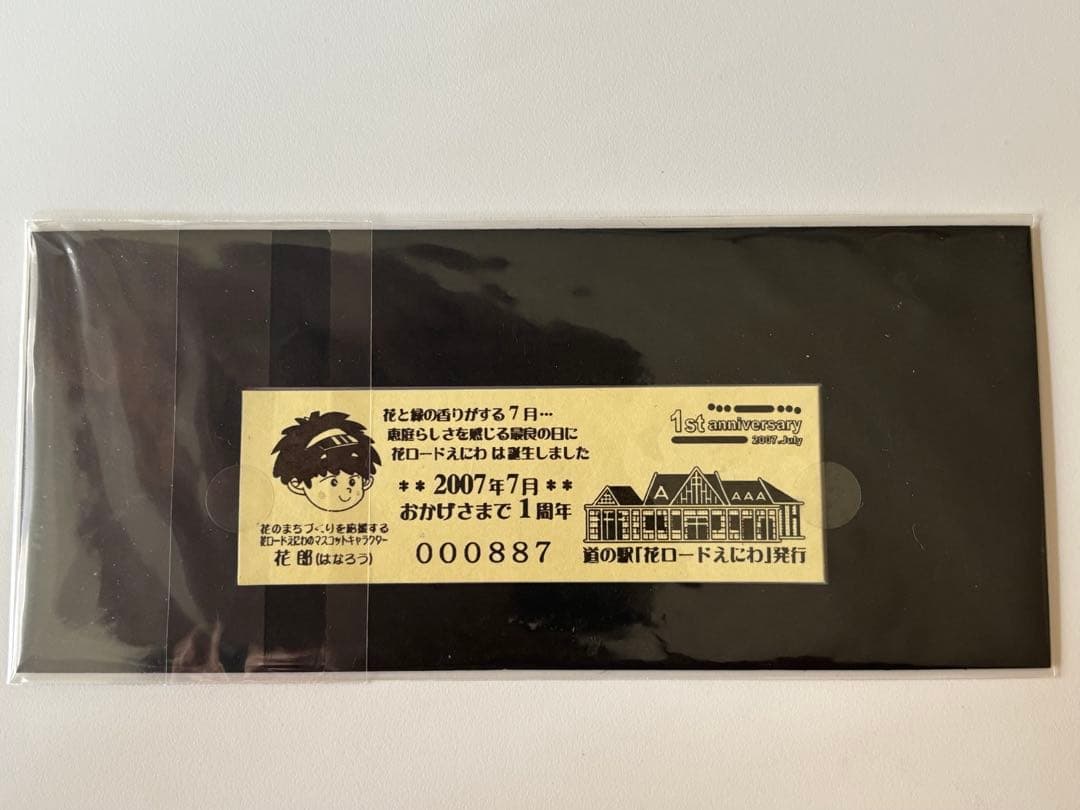 花と緑の香りがする7月…
恵庭らしさを感じる最良の日に
花ロードえにわ は誕生しました
** 2007年7月 **
おかげさまで1周年
000887
花のまちづくりを応援する
花ロードえにわのマスコットキャラクター
花郎(はなろう)
1st anniversary
2007.July
道の駅「花ロードえにわ」発行